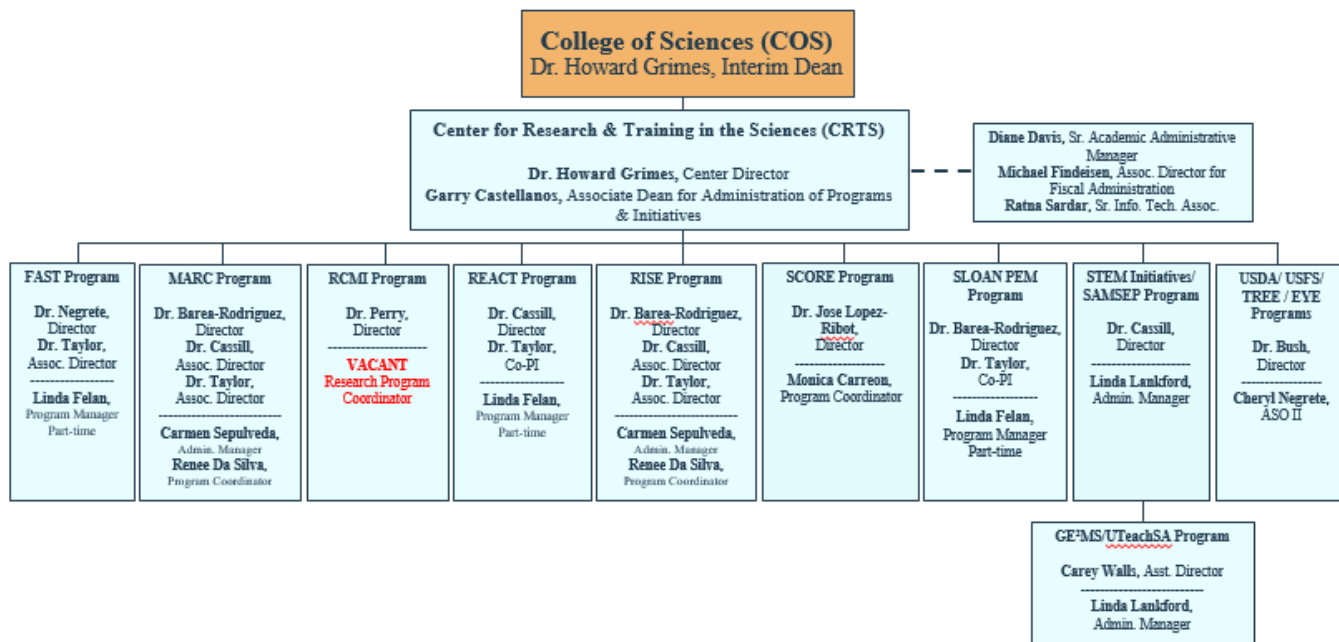 College of Sciences (COS)
Dr. Howard Grimes, Interim Dean
Center for Research & Training in the Sciences (CRTS)
Dr. Howard Grimes, Center Director
Garry Castellanos, Associate Dean for Administration of Programs
& Initiatives
Diane Davis, Sr. Academic Administrative
Manager
Michael Findeisen, Assoc. Director for
Fiscal Administration
Ratna Sardar, Sr. Info. Tech. Assoc.
FAST Program
Dr. Negrete,
Director
Dr. Taylor,
Assoc. Director
------------------
Linda Felan,
Program Manager
Part-time
MARC Program
Dr. Barea-Rodriguez,
Director
Dr. Cassill,
Assoc. Director
Dr. Taylor,
Assoc. Director
------------------------
Carmen Sepulveda,
Admin. Manager
Renee Da Silva,
Program Coordinator
RCMI Program
Dr. Perry,
Director
--------------------
VACANT
Research Program
Coordinator
REACT Program
Dr. Cassill,
Director
Dr. Taylor,
Co-PI
-----------------
Linda Felan,
Program Manager
Part-time
RISE Program
Dr. Barea-Rodriguez,
Director
Dr. Cassill,
Assoc. Director
Dr. Taylor,
Assoc. Director
------------------------
Carmen Sepulveda,
Admin. Manager
Renee Da Silva,
Program Coordinator
SCORE Program
Dr. Jose Lopez-
Ribot,
Director
------------------
Monica Carreon,
Program Coordinator
SLOAN PEM
Program
Dr. Barea-Rodriguez,
Director
Dr. Taylor,
Co-PI
------------------
Linda Felan,
Program Manager
Part-time
STEM Initiatives/
SAMSEP Program
Dr. Cassill,
Director
--------------------
Linda Lankford,
Admin. Manager
USDA/ USFS/
TREE / EYE
Programs
Dr. Bush,
Director
----------------
Cheryl Negrete,
ASO II
GE²MS/UTeachSA Program
Carey Walls, Asst. Director
------------------------
Linda Lankford,
Admin. Manager